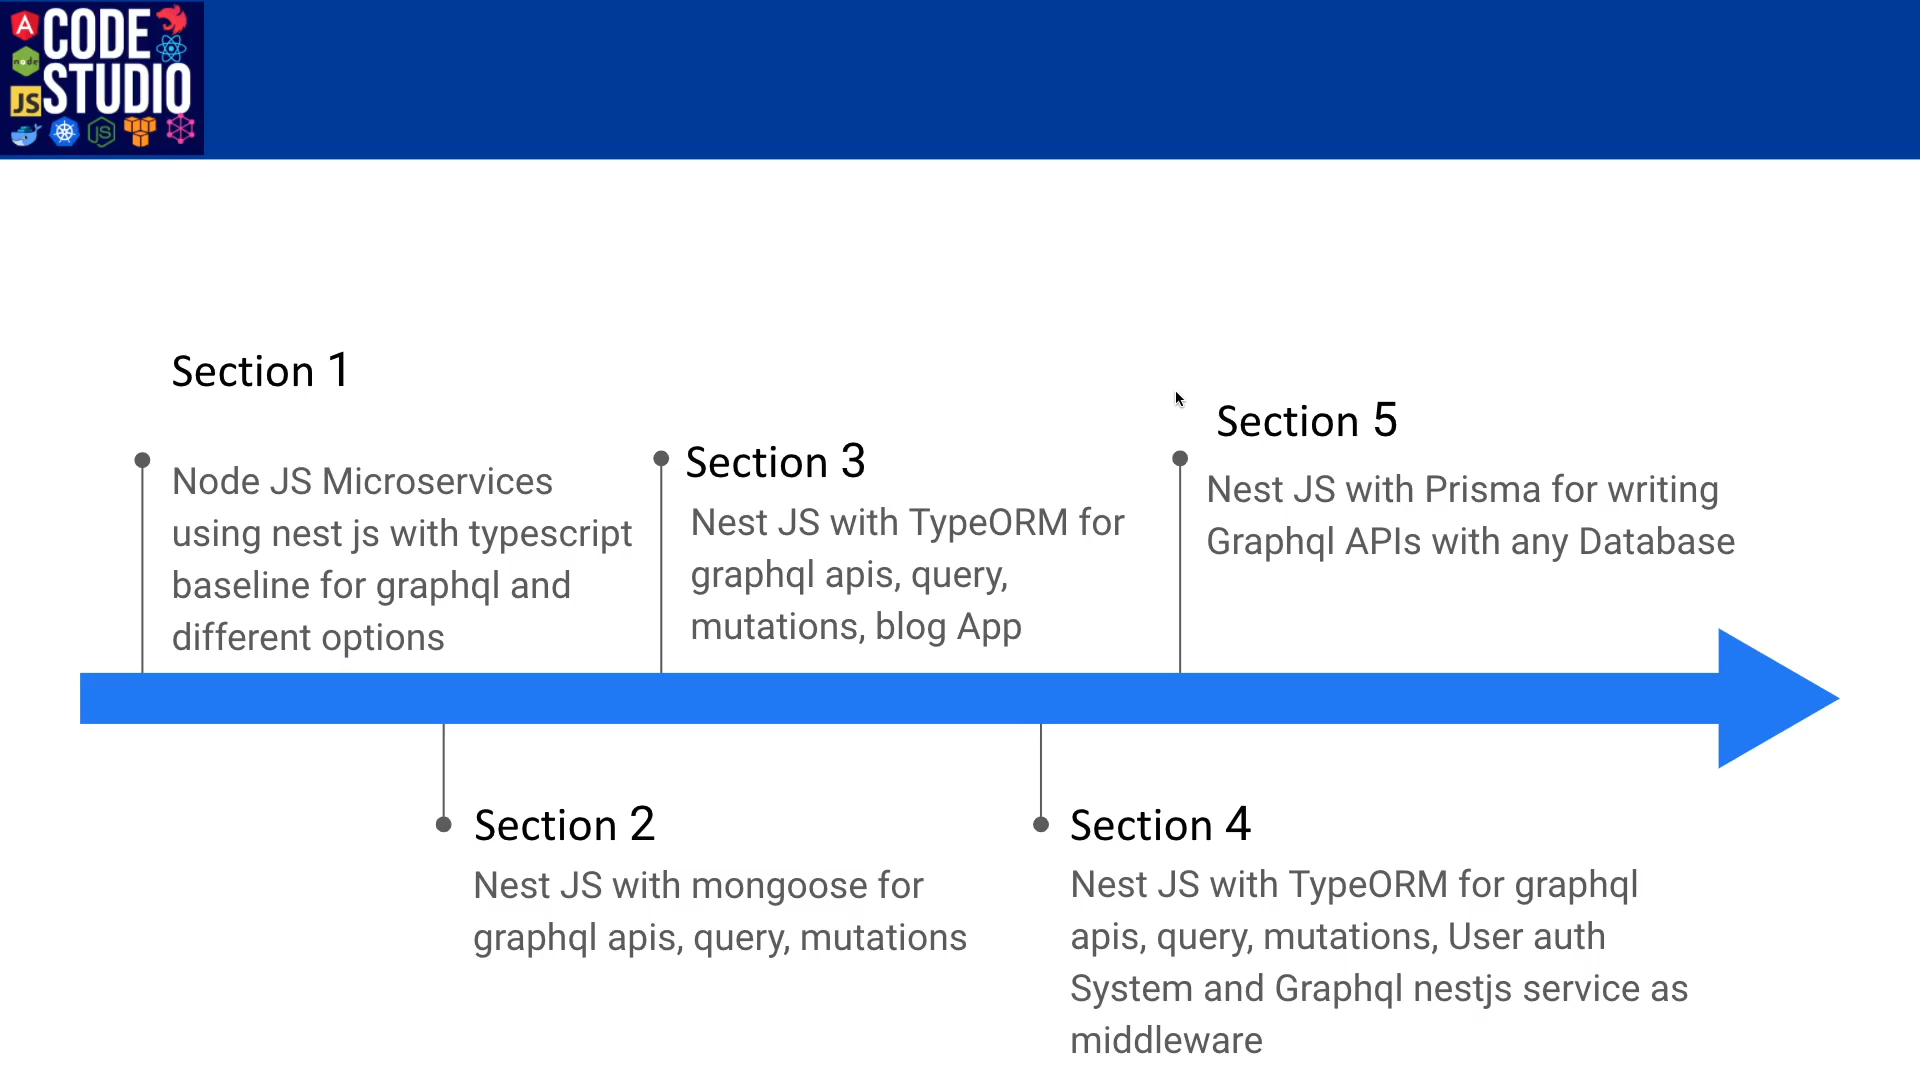 CODE
STUDIO
A
node
JS
JS
Section 1
Node JS Microservices
using nest js with typescript
baseline for graphql and
different options
Section 2
Nest JS with mongoose for
graphql apis, query, mutations
Section 3
Nest JS with TypeORM for
graphql apis, query,
mutations, blog App
Section 4
Nest JS with TypeORM for graphql
apis, query, mutations, User auth
System and Graphql nestjs service as
middleware
Section 5
Nest JS with Prisma for writing
Graphql APIs with any Database